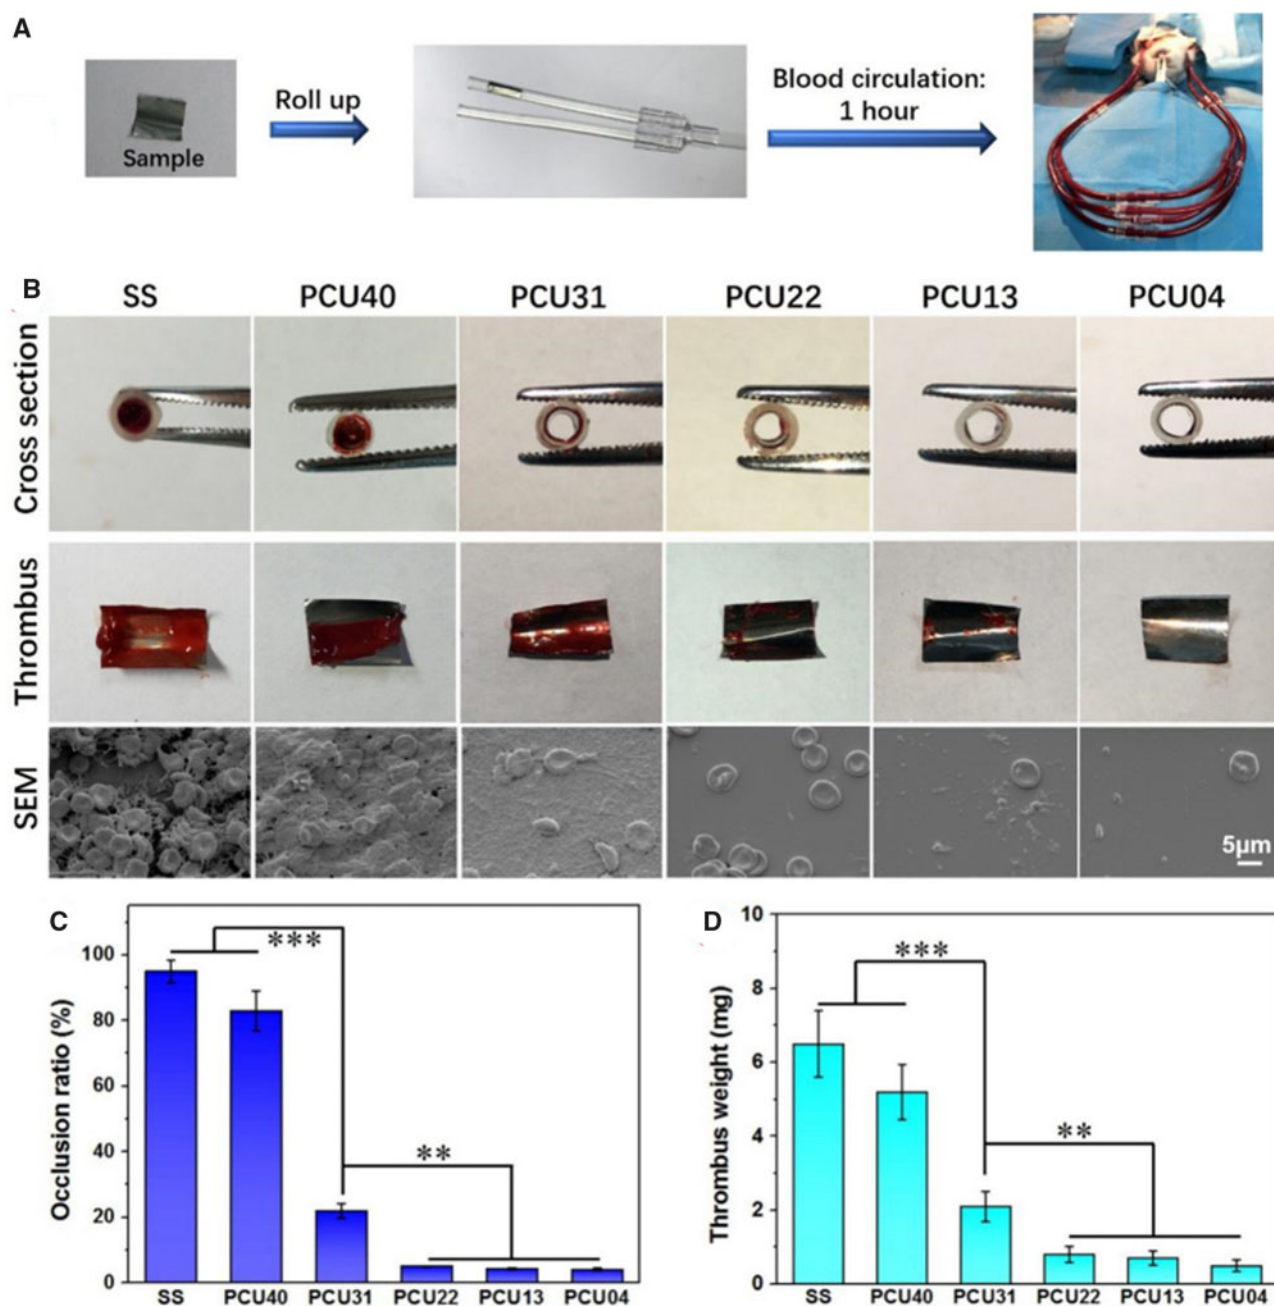 A
Sample
Roll up
Blood circulation:
1 hour
B
SS PCU40 PCU31 PCU22 PCU13 PCU04
Cross section
Thrombus
SEM
5μm
C
Occlusion ratio (%)
100
80
60
40
20
0
***
**
SS PCU40 PCU31 PCU22 PCU13 PCU04
D
Thrombus weight (mg)
10
8
6
4
2
0
***
**
SS PCU40 PCU31 PCU22 PCU13 PCU04